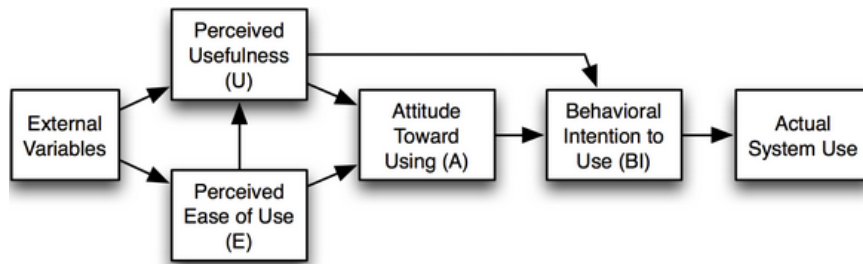 External
Variables
Perceived
Usefulness
(U)
Perceived
Ease of Use
(E)
Attitude
Toward
Using (A)
Behavioral
Intention to
Use (BI)
Actual
System Use